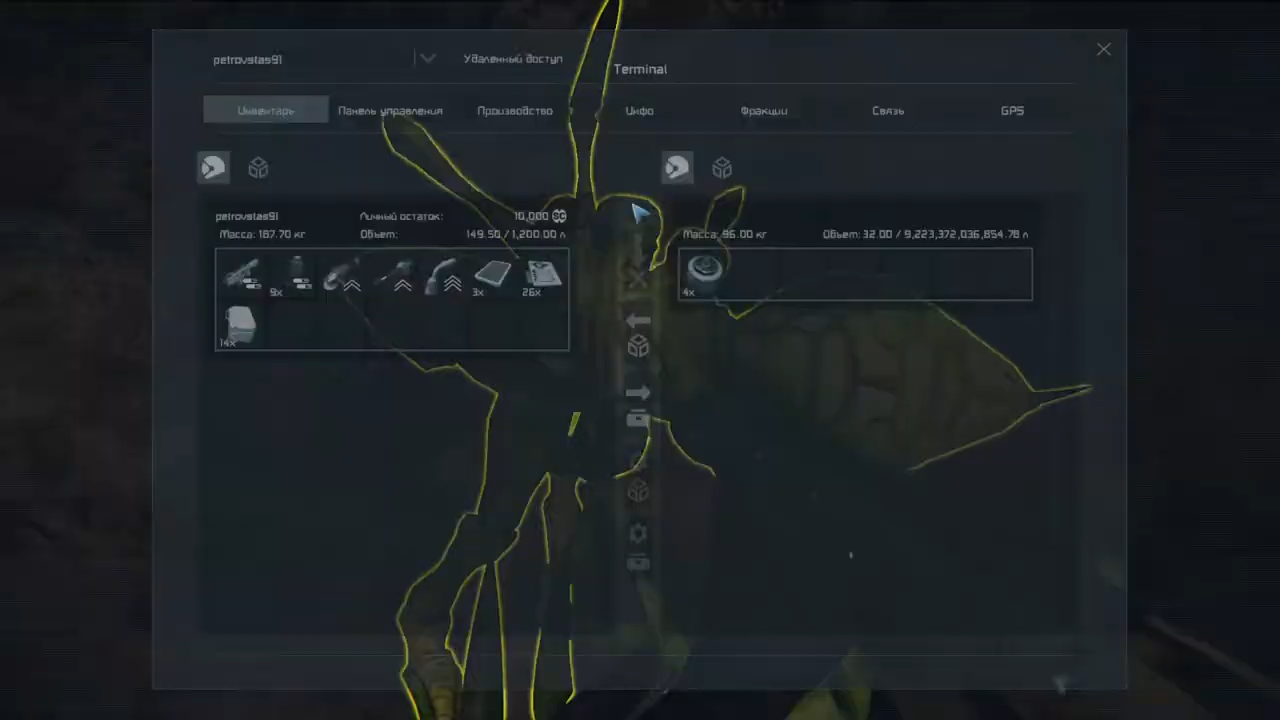 petrovstas91 Удаленный доступ
Terminal
Инвентарь Панель управления Производство Инфо Фракции Связь GPS
petrovstas91 Личный остаток: 10,000 SC
Масса: 187.70 кг Объем: 149.50 / 1,200.00 л
Масса: 96.00 кг Объем: 32.00 / 9,223,372,036,854.78 л
9x 3x 26x
4x
14x